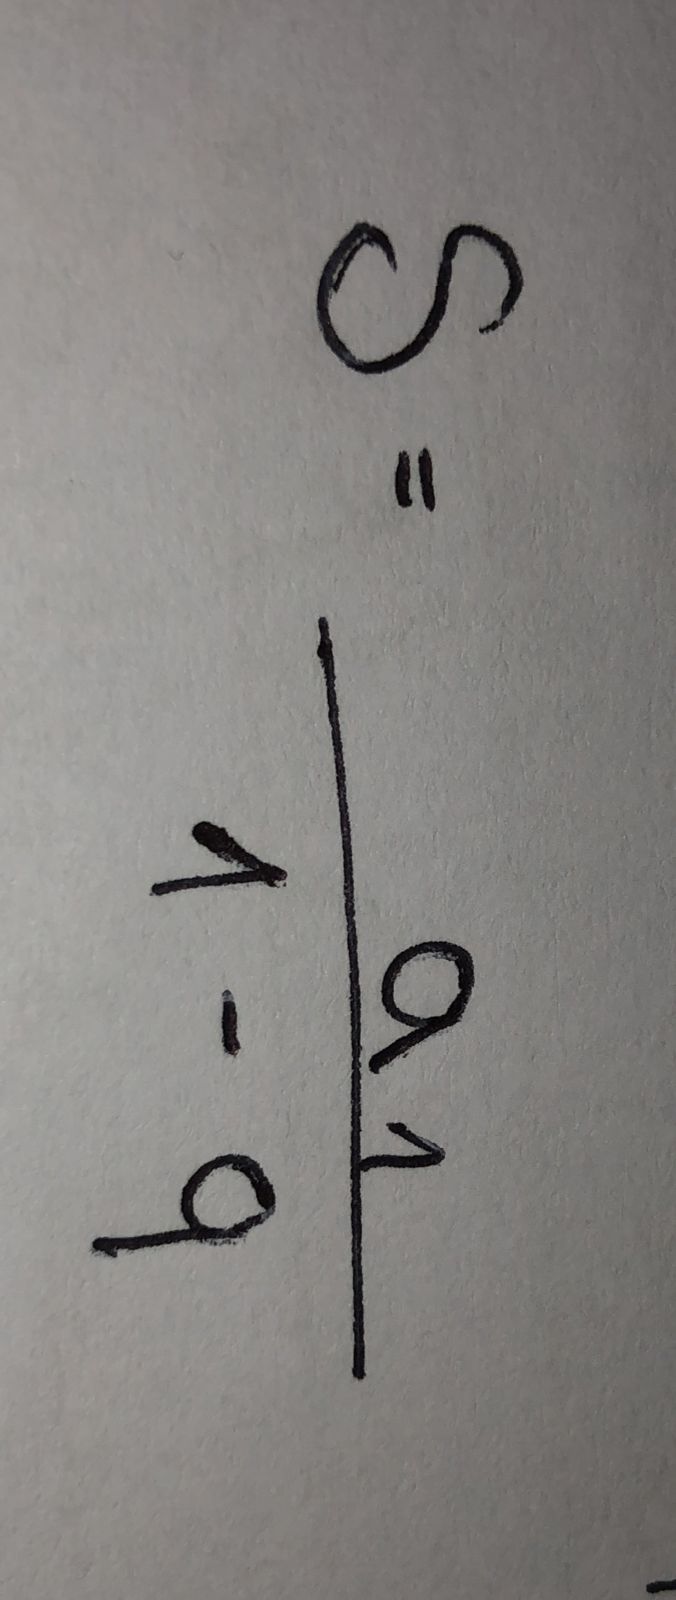 S = a₁ / (1 - q)